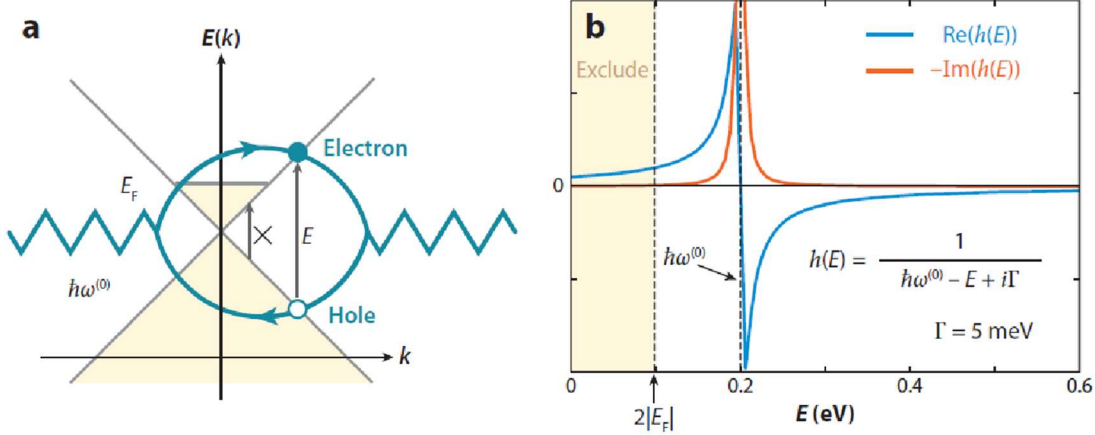 a
E(k)
Electron
E_F
E
ħω⁽⁰⁾
Hole
k
b
Re(h(E))
−Im(h(E))
Exclude
0
ħω⁽⁰⁾
h(E) = 1 / (ħω⁽⁰⁾ − E + iΓ)
Γ = 5 meV
0 0.2 0.4 0.6
2|E_F|
E (eV)